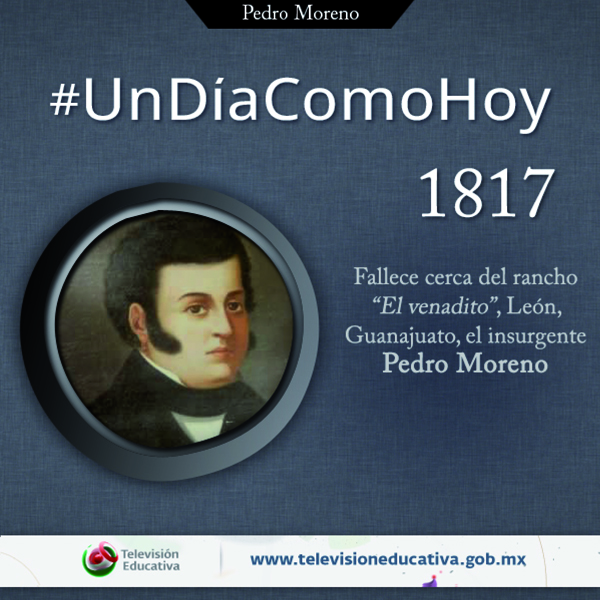 Pedro Moreno
#UnDíaComoHoy
1817
Fallece cerca del rancho
“El venadito”, León,
Guanajuato, el insurgente
Pedro Moreno
Televisión
Educativa
www.televisioneducativa.gob.mx